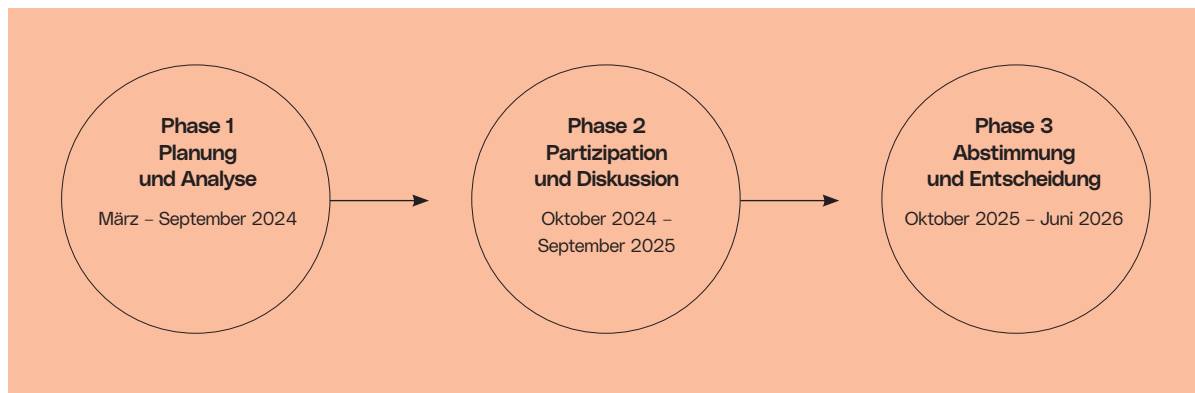 Phase 1
Planung
und Analyse
März – September 2024
Phase 2
Partizipation
und Diskussion
Oktober 2024 –
September 2025
Phase 3
Abstimmung
und Entscheidung
Oktober 2025 – Juni 2026